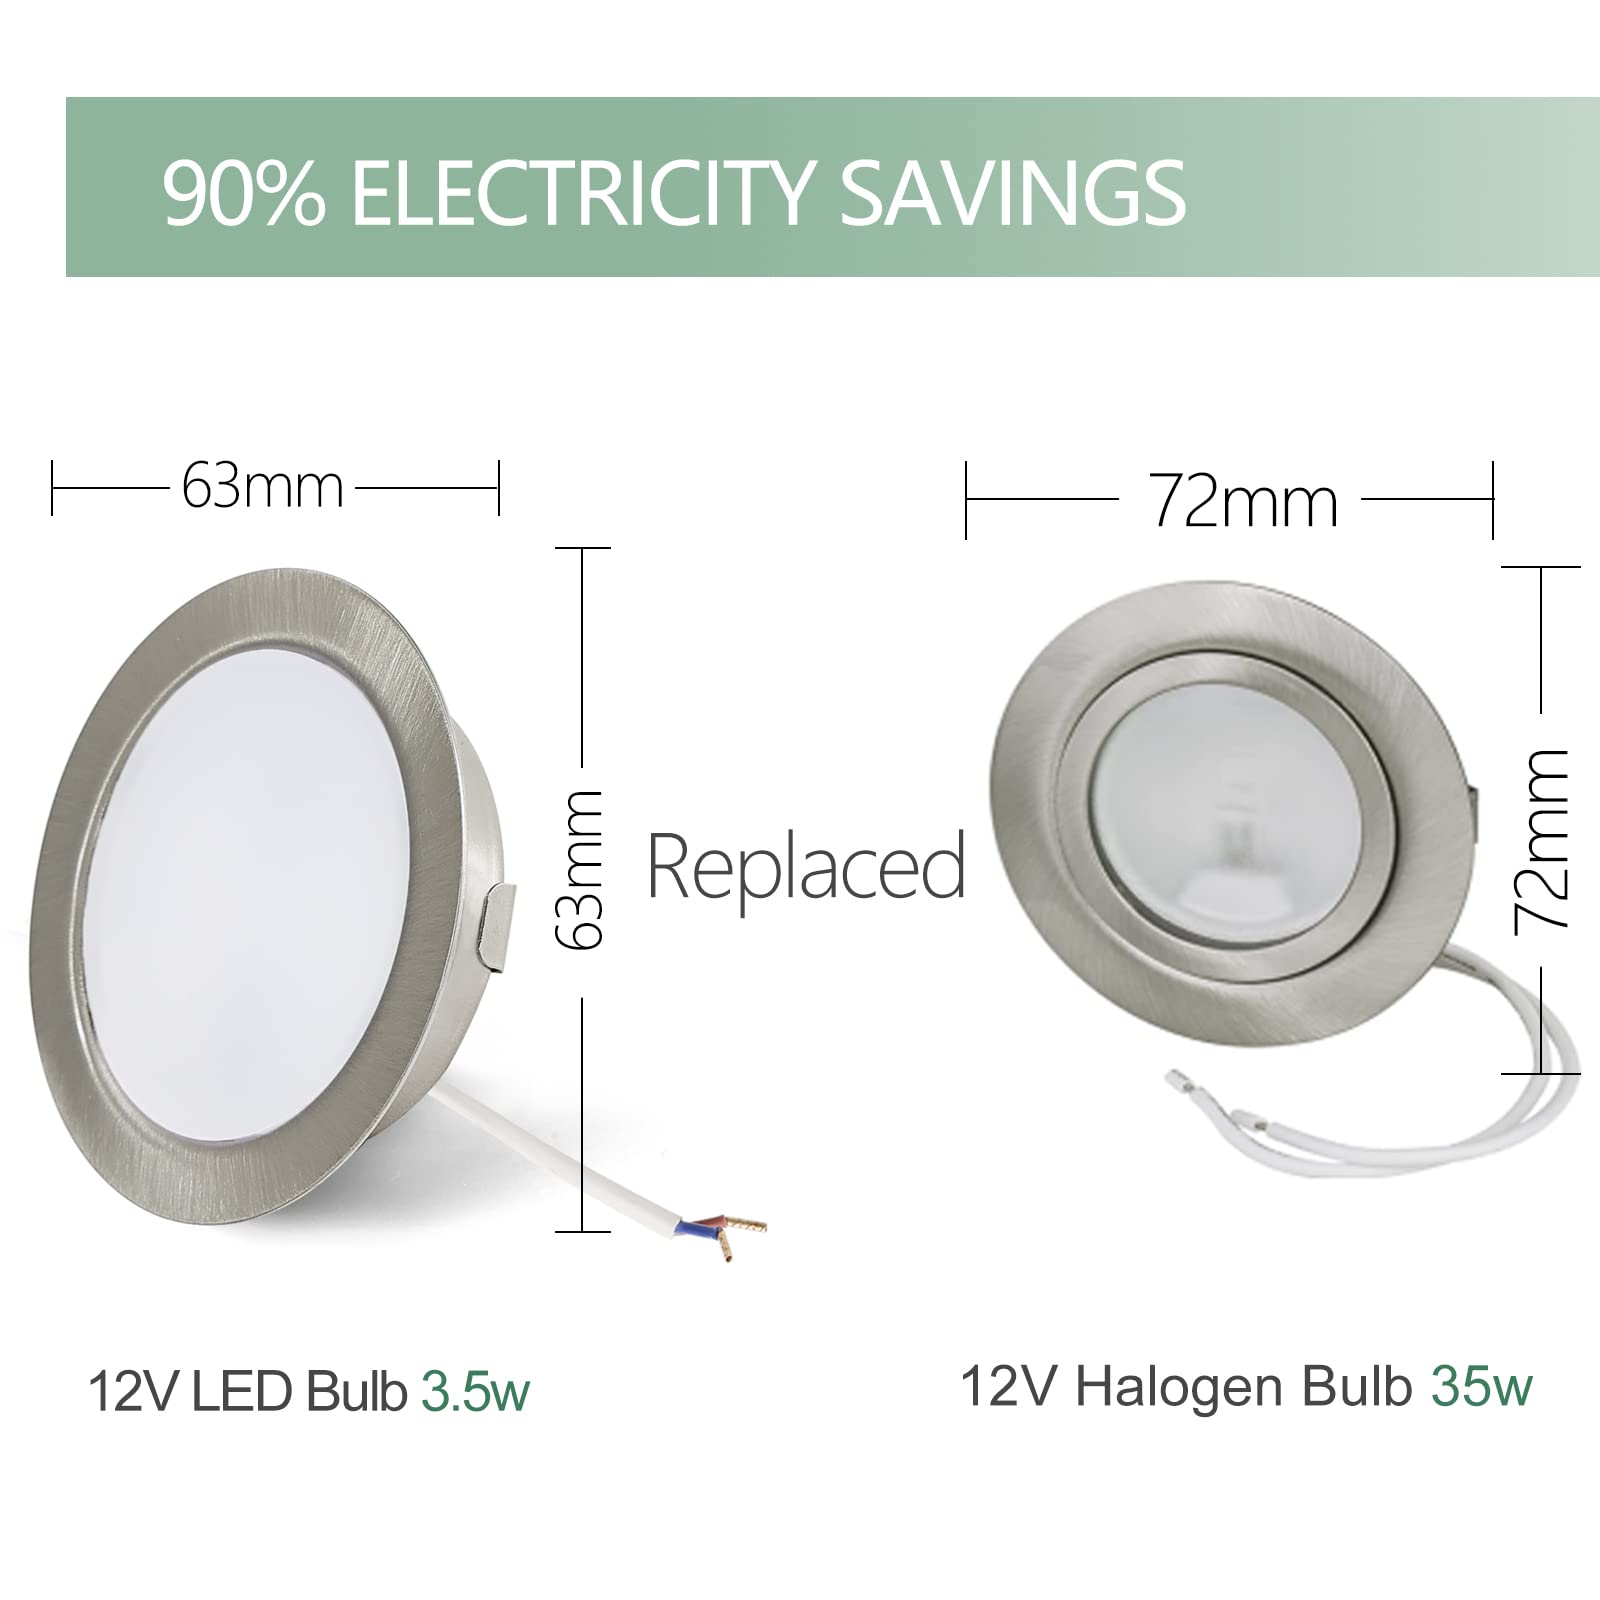 90% ELECTRICITY SAVINGS
63mm
72mm
63mm
Replaced
72mm
12V LED Bulb 3.5w
12V Halogen Bulb 35w